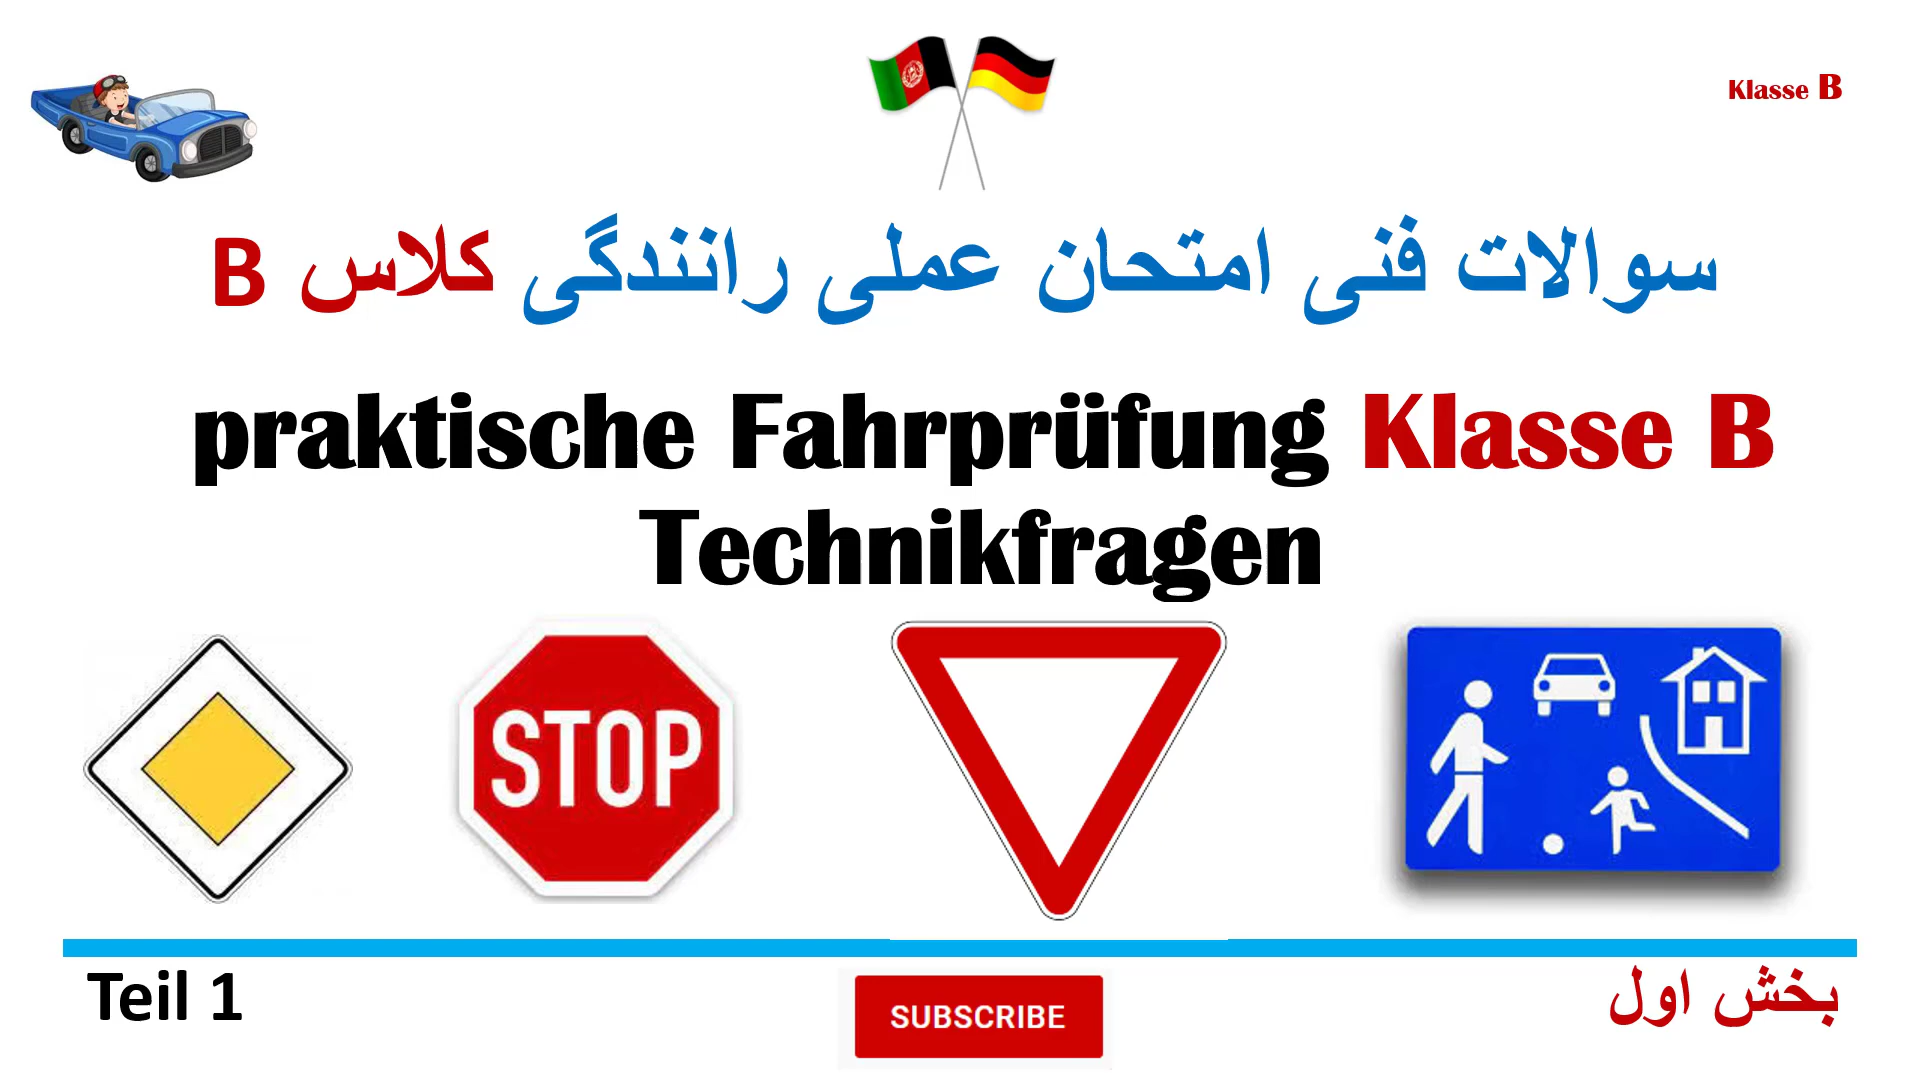 Klasse B
سوالات فنی امتحان عملی رانندگی کلاس B
praktische Fahrprüfung Klasse B
Technikfragen
STOP
Teil 1
SUBSCRIBE
بخش اول